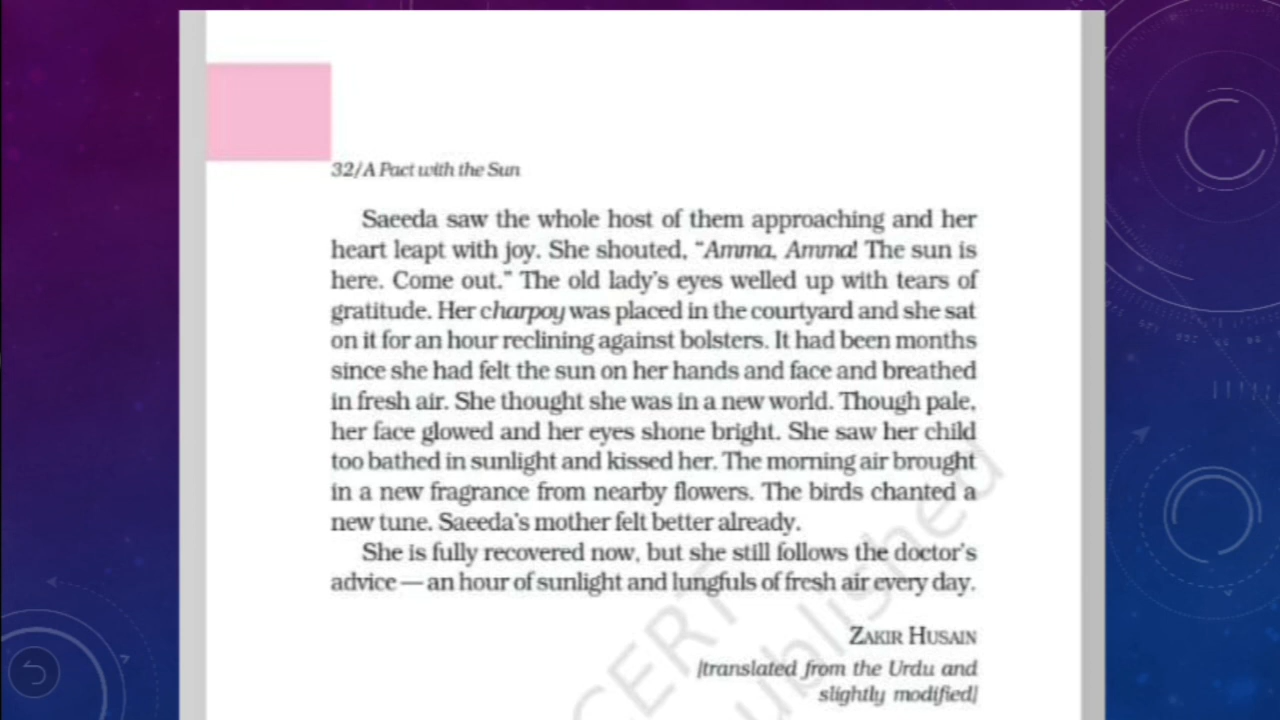 32/A Pact with the Sun
Saeeda saw the whole host of them approaching and her
heart leapt with joy. She shouted, "Amma, Amma! The sun is
here. Come out." The old lady's eyes welled up with tears of
gratitude. Her charpoy was placed in the courtyard and she sat
on it for an hour reclining against bolsters. It had been months
since she had felt the sun on her hands and face and breathed
in fresh air. She thought she was in a new world. Though pale,
her face glowed and her eyes shone bright. She saw her child
too bathed in sunlight and kissed her. The morning air brought
in a new fragrance from nearby flowers. The birds chanted a
new tune. Saeeda's mother felt better already.
She is fully recovered now, but she still follows the doctor's
advice — an hour of sunlight and lungfuls of fresh air every day.
ZAKIR HUSAIN
[translated from the Urdu and
slightly modified]